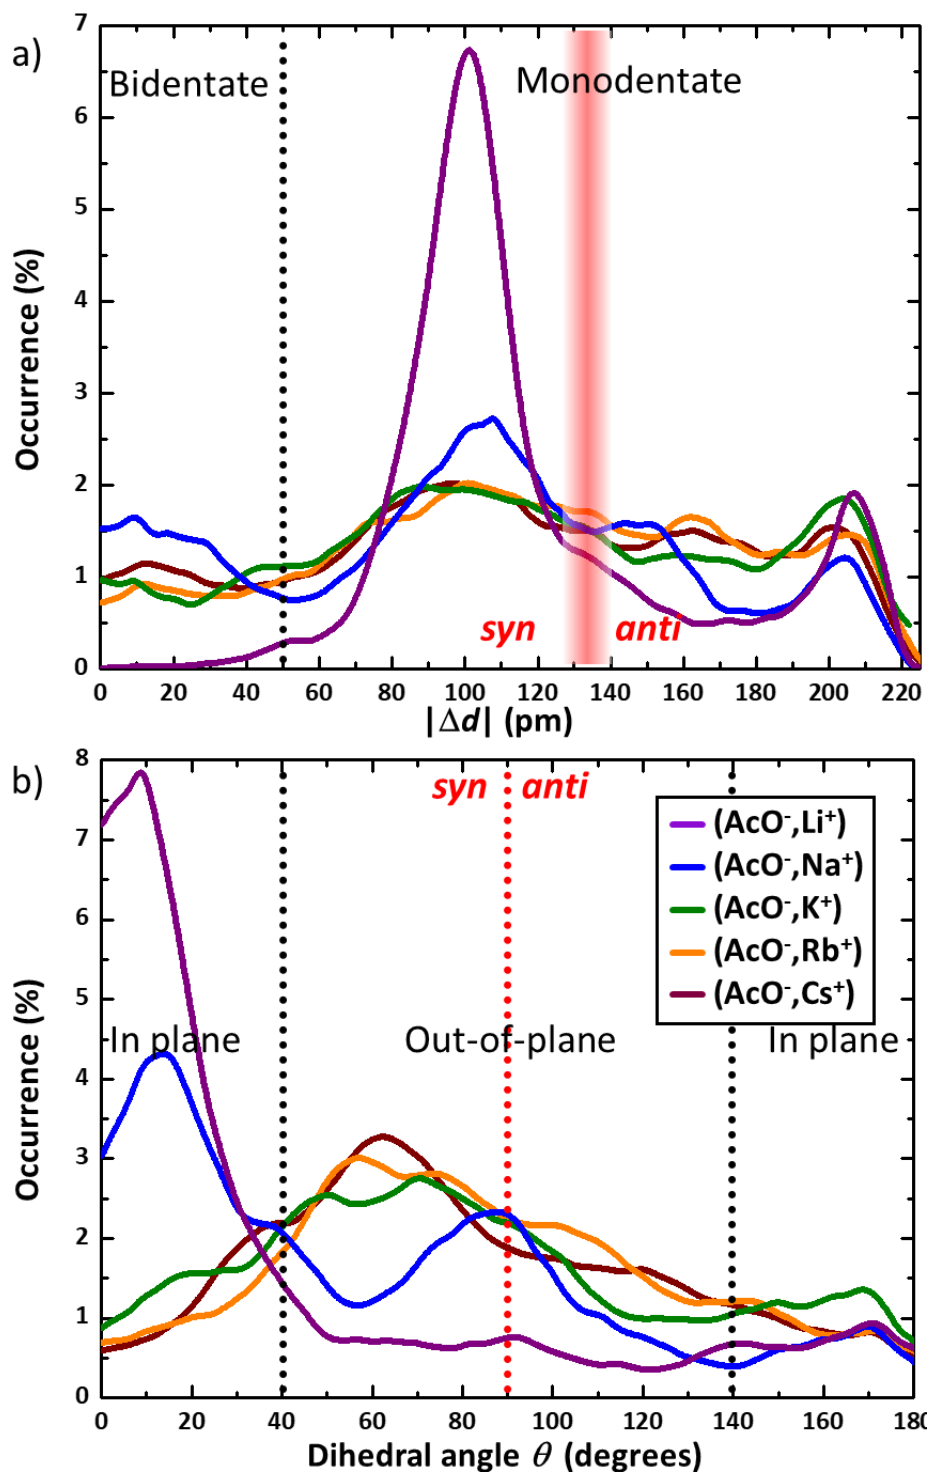 a)
7
6
5
4
3
2
1
0
Occurrence (%)
Bidentate
Monodentate
syn anti
0 20 40 60 80 100 120 140 160 180 200 220
|Δd| (pm)
b)
8
7
6
5
4
3
2
1
0
Occurrence (%)
syn anti
(AcO⁻,Li⁺)
(AcO⁻,Na⁺)
(AcO⁻,K⁺)
(AcO⁻,Rb⁺)
(AcO⁻,Cs⁺)
In plane Out-of-plane In plane
0 20 40 60 80 100 120 140 160 180
Dihedral angle θ (degrees)